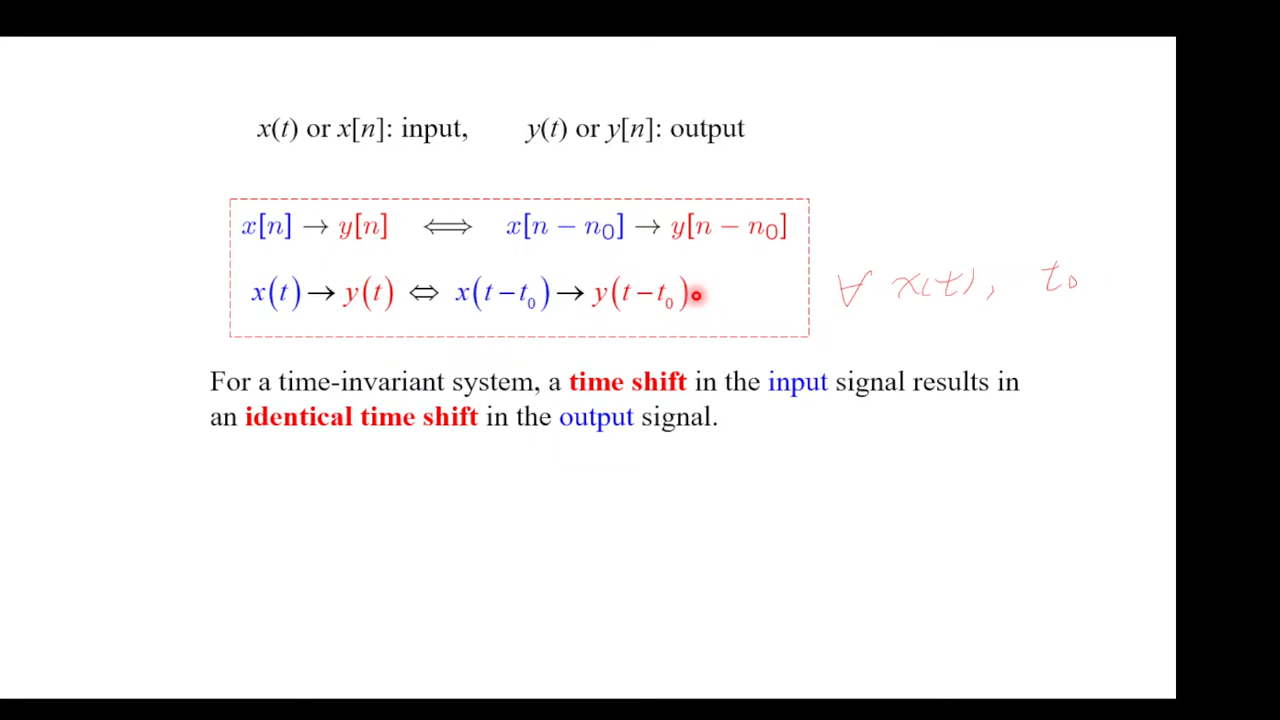 x(t) or x[n]: input, y(t) or y[n]: output
x[n] → y[n] ⟺ x[n − n₀] → y[n − n₀]
x(t) → y(t) ⇔ x(t − t₀) → y(t − t₀) ∀ x(t), t₀
For a time-invariant system, a time shift in the input signal results in
an identical time shift in the output signal.